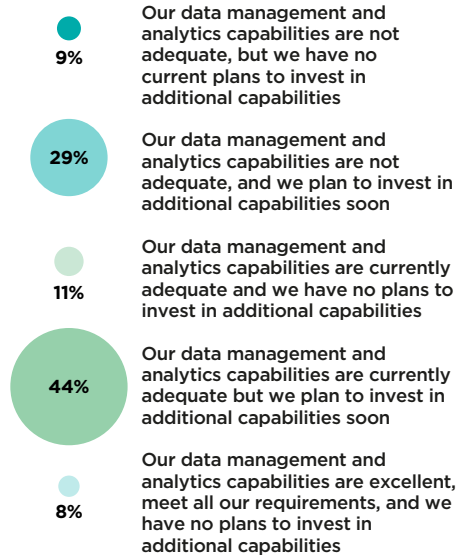 Our data management and
analytics capabilities are not
adequate, but we have no
current plans to invest in
additional capabilities
9%
Our data management and
analytics capabilities are not
adequate, and we plan to invest in
additional capabilities soon
29%
Our data management and
analytics capabilities are currently
adequate and we have no plans to
invest in additional capabilities
11%
Our data management and
analytics capabilities are currently
adequate but we plan to invest in
additional capabilities soon
44%
Our data management and
analytics capabilities are excellent,
meet all our requirements, and we
have no plans to invest in
additional capabilities
8%